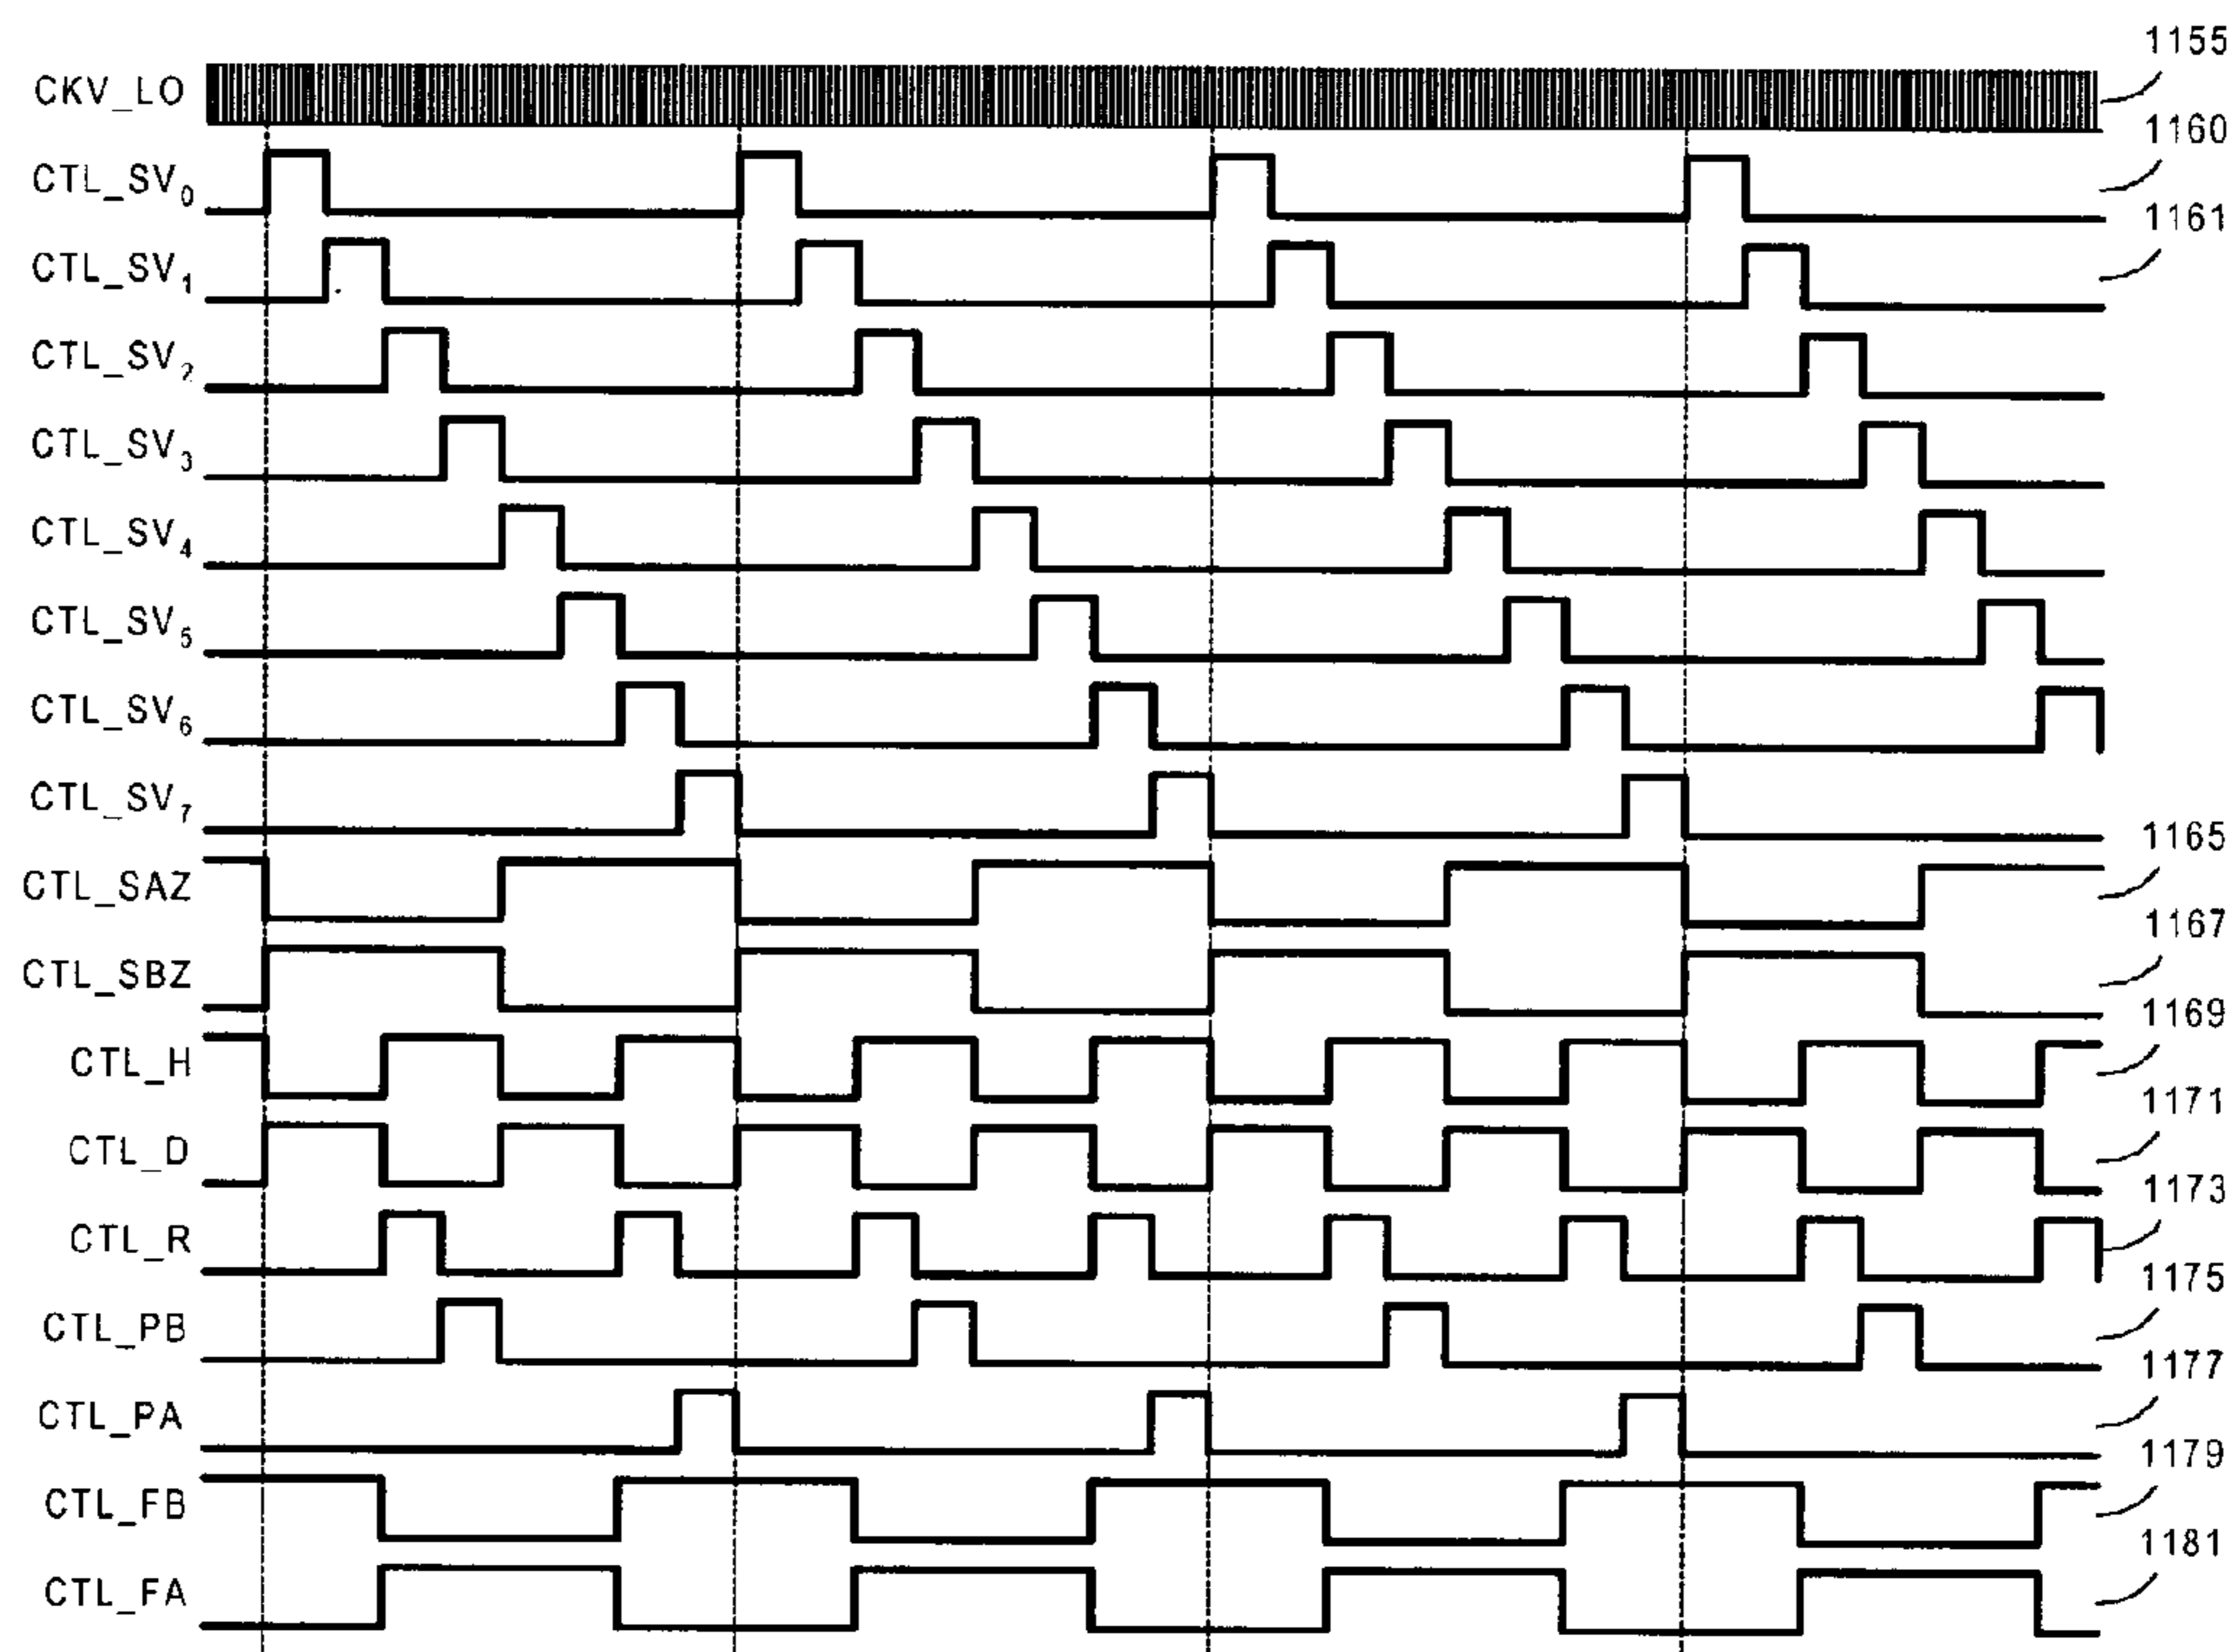 1155
CKV_LO
1160
CTL_SV0
1161
CTL_SV1
CTL_SV2
CTL_SV3
CTL_SV4
CTL_SV5
CTL_SV6
CTL_SV7
1165
CTL_SAZ
1167
CTL_SBZ
1169
CTL_H
1171
CTL_D
1173
CTL_R
1175
CTL_PB
1177
CTL_PA
1179
CTL_FB
1181
CTL_FA